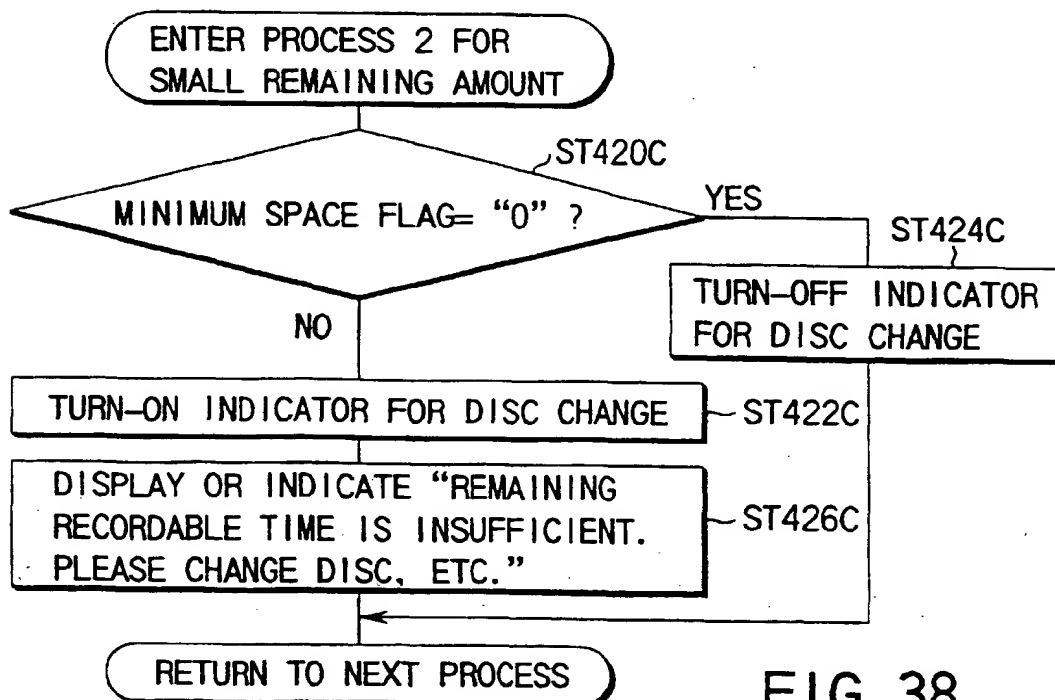 ENTER PROCESS 2 FOR
SMALL REMAINING AMOUNT
ST420C
MINIMUM SPACE FLAG= “0” ?
YES
ST424C
TURN-OFF INDICATOR
FOR DISC CHANGE
NO
TURN-ON INDICATOR FOR DISC CHANGE
ST422C
DISPLAY OR INDICATE “REMAINING
RECORDABLE TIME IS INSUFFICIENT.
PLEASE CHANGE DISC, ETC.”
ST426C
RETURN TO NEXT PROCESS
FIG.38